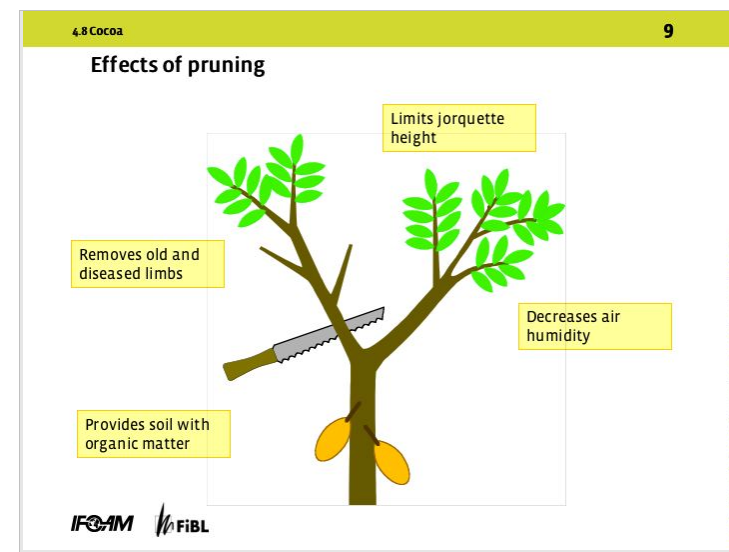 4.8 Cocoa
9
Effects of pruning
Limits jorquette
height
Removes old and
diseased limbs
Decreases air
humidity
Provides soil with
organic matter
IFOAM
FiBL